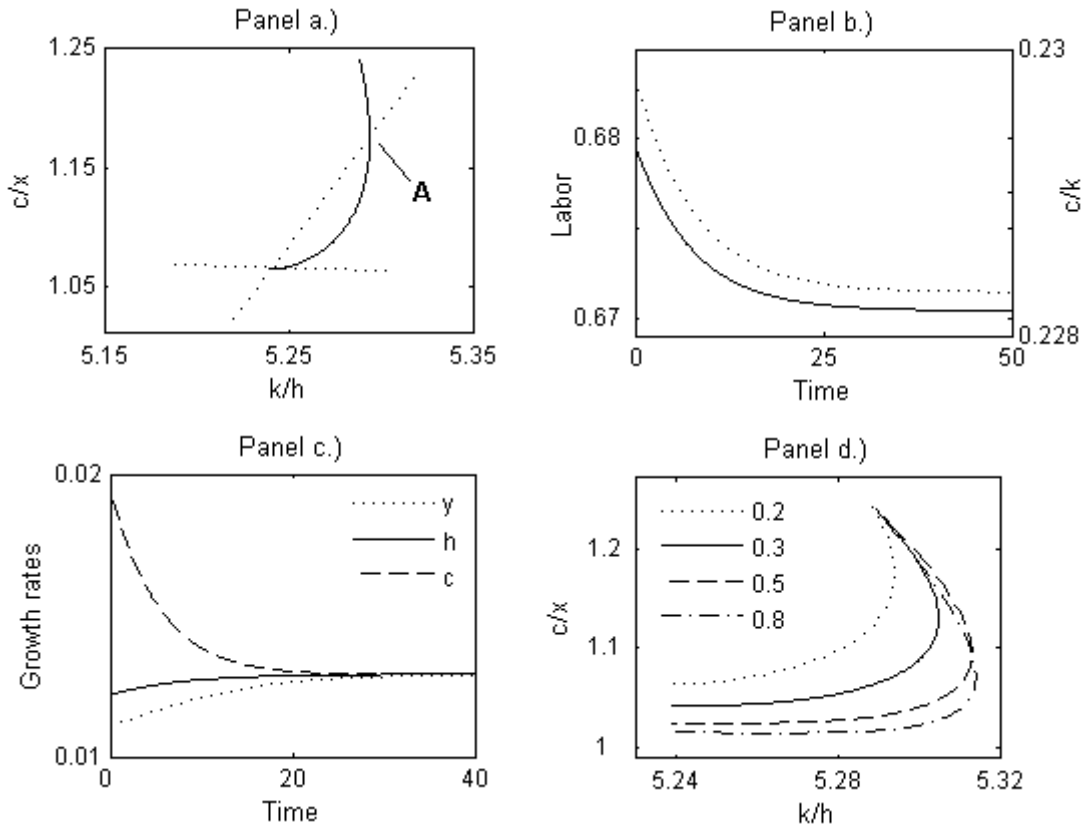 Panel a.)
1.25
1.15
1.05
c/x
A
5.15
5.25
5.35
k/h
Panel b.)
0.68
0.67
Labor
0.23
0.228
c/k
0
25
50
Time
Panel c.)
0.02
0.01
Growth rates
y
h
c
0
20
40
Time
Panel d.)
1.2
1.1
1
c/x
0.2
0.3
0.5
0.8
5.24
5.28
5.32
k/h